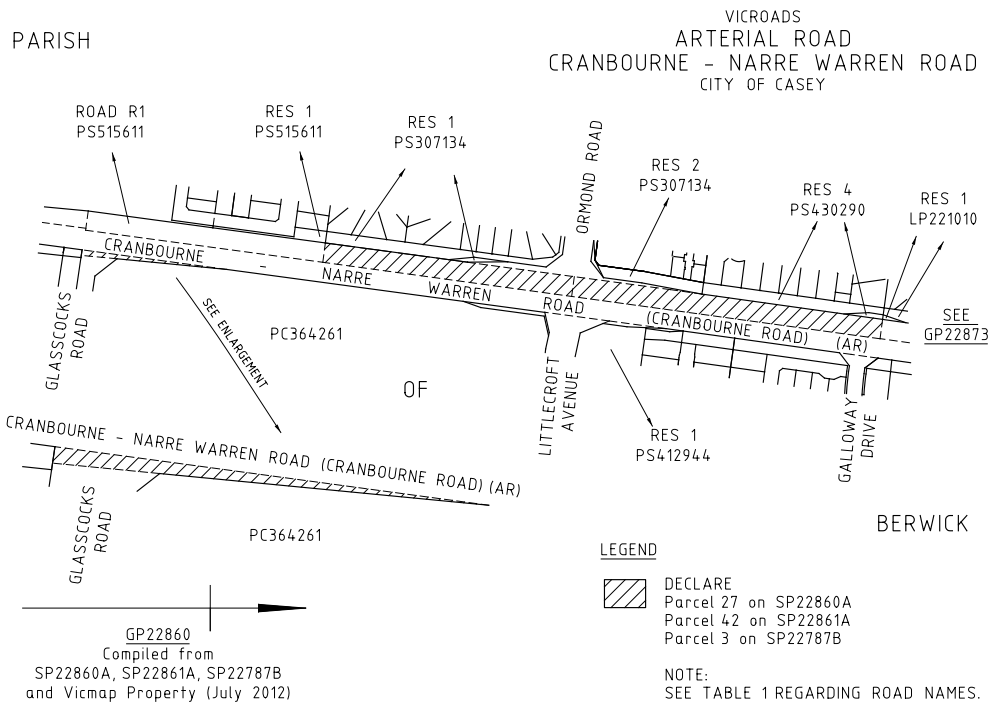 PARISH
VICROADS
ARTERIAL ROAD
CRANBOURNE - NARRE WARREN ROAD
CITY OF CASEY
ROAD R1
PS515611
RES 1
PS515611
RES 1
PS307134
ORMOND ROAD
RES 2
PS307134
RES 4
PS430290
RES 1
LP221010
CRANBOURNE - NARRE WARREN ROAD (CRANBOURNE ROAD) (AR)
SEE
GP22873
GLASSCOCKS
ROAD
SEE ENLARGEMENT
PC364261
OF
LITTLECROFT
AVENUE
RES 1
PS412944
GALLOWAY
DRIVE
CRANBOURNE - NARRE WARREN ROAD (CRANBOURNE ROAD) (AR)
GLASSCOCKS
ROAD
PC364261
BERWICK
LEGEND
DECLARE
Parcel 27 on SP22860A
Parcel 42 on SP22861A
Parcel 3 on SP22787B
NOTE:
SEE TABLE 1 REGARDING ROAD NAMES.
GP22860
Compiled from
SP22860A, SP22861A, SP22787B
and Vicmap Property (July 2012)